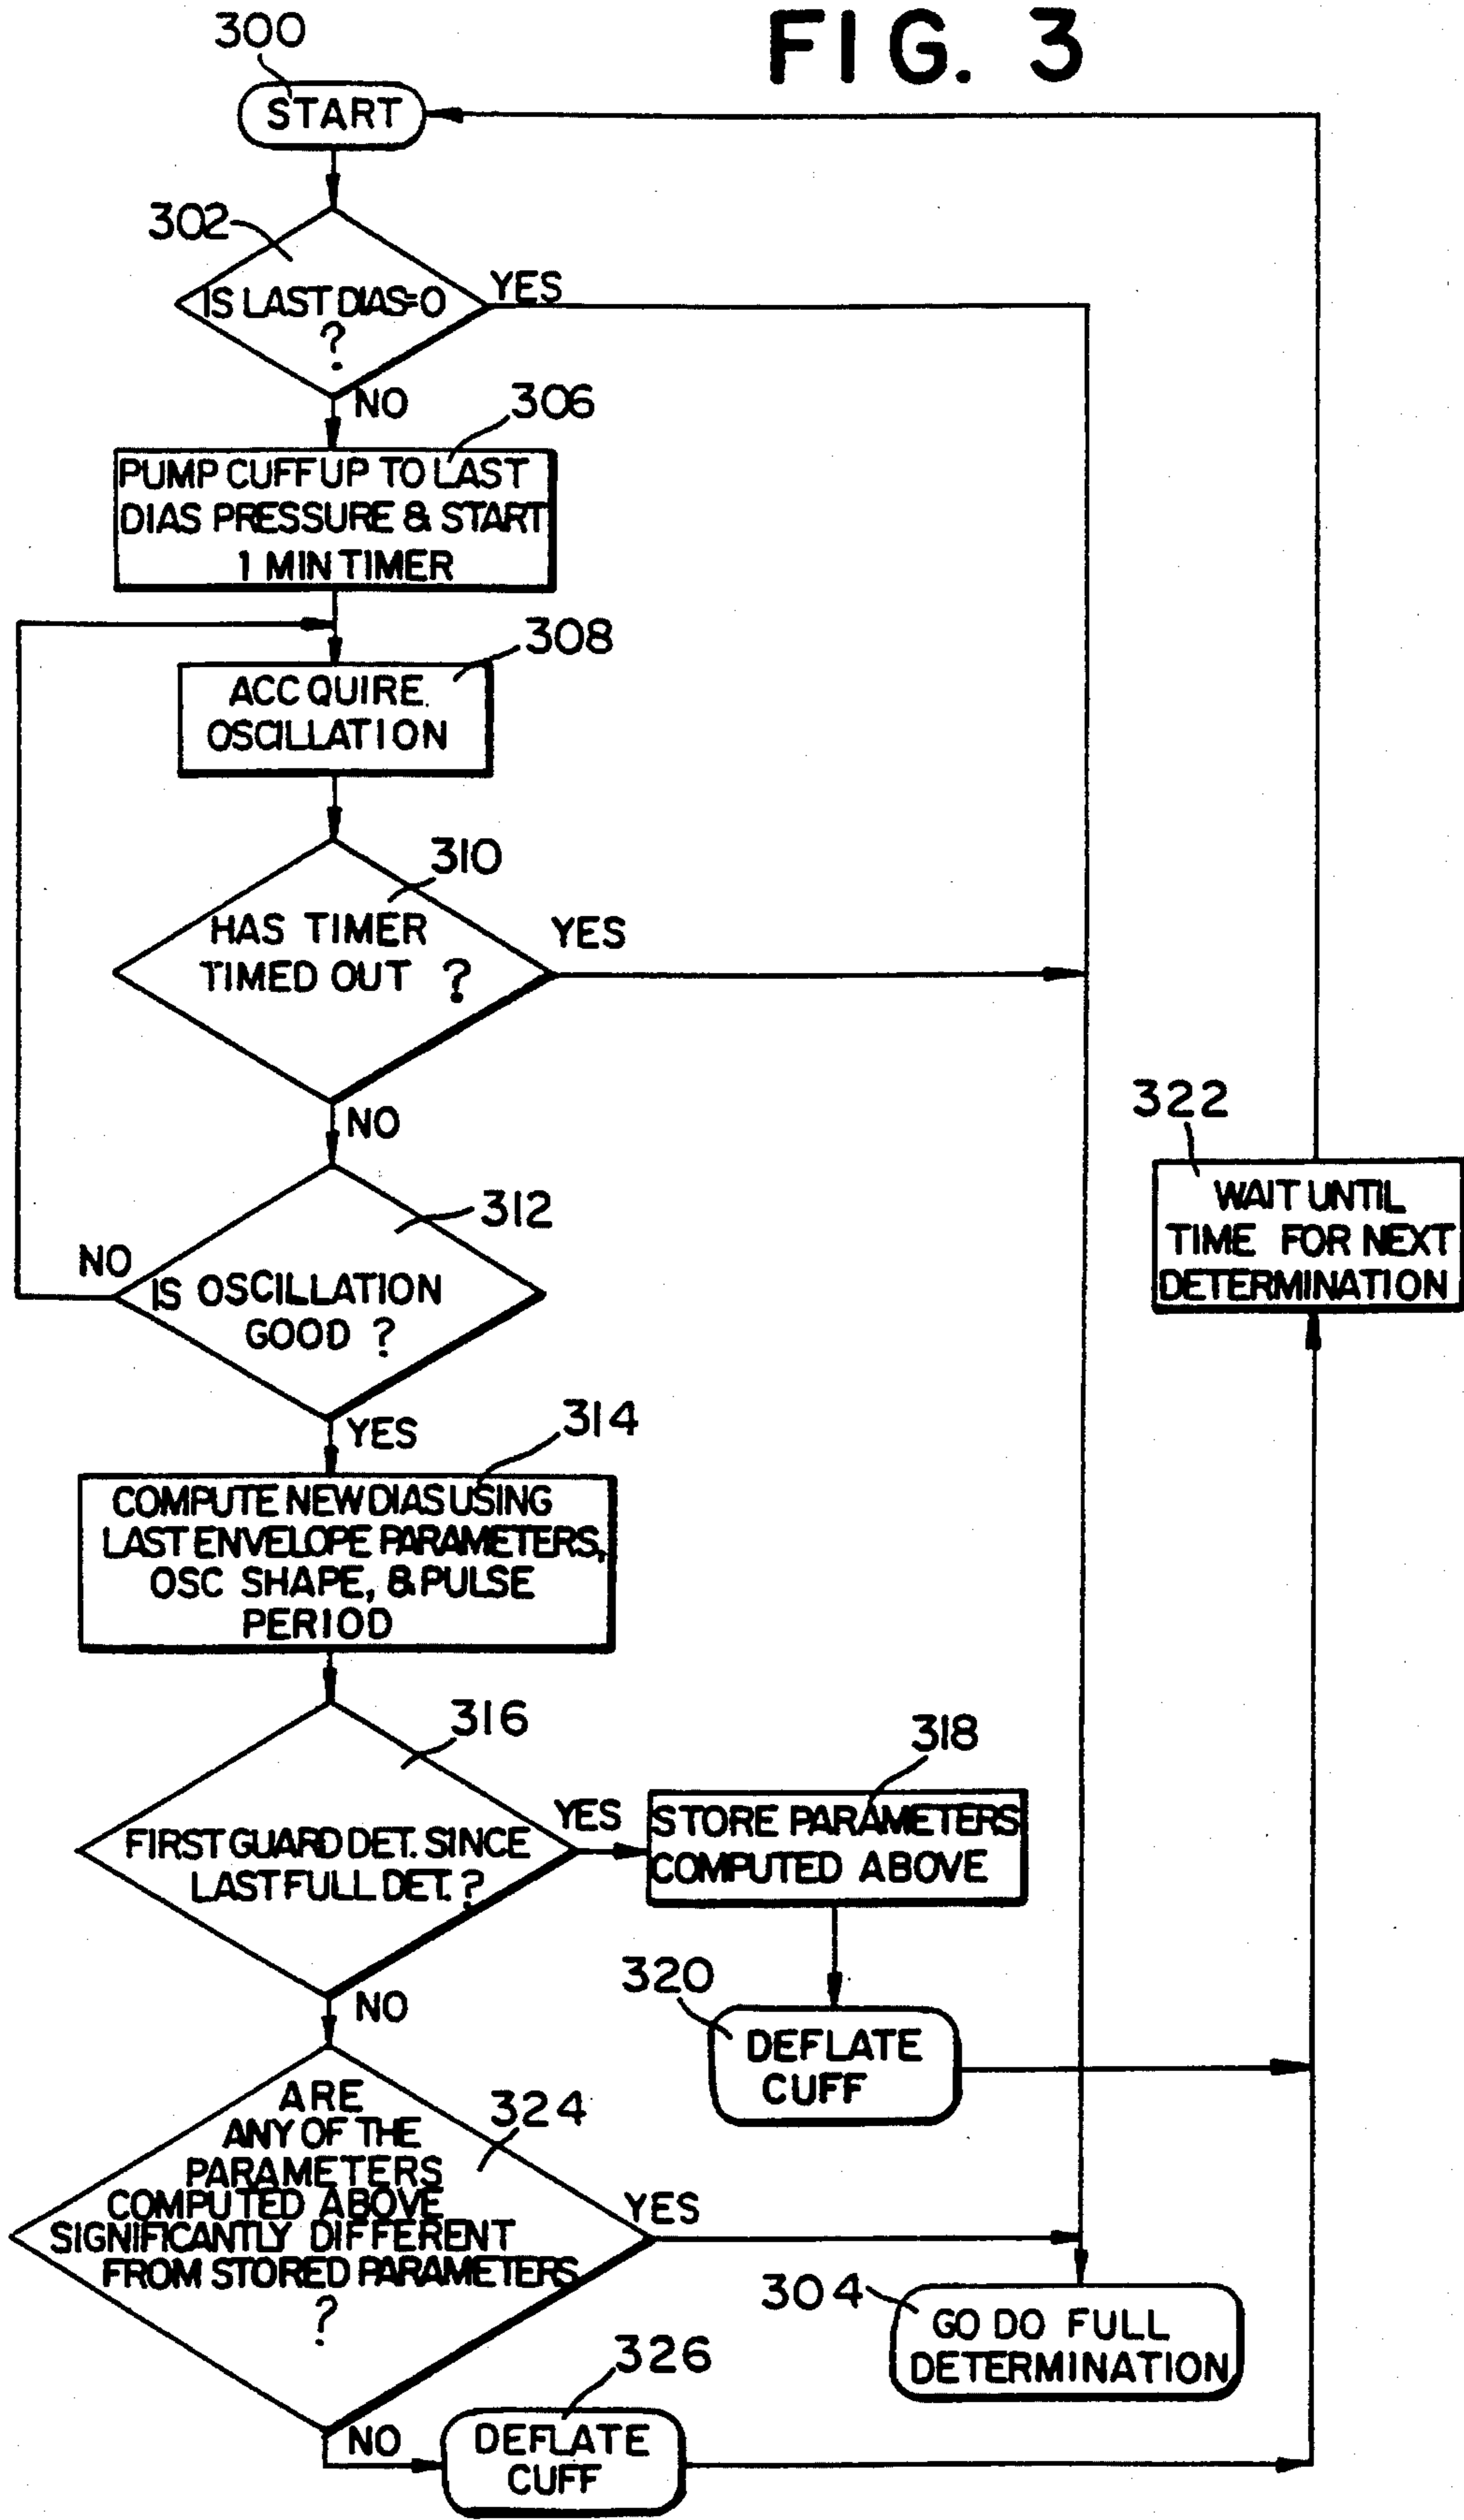 FIG. 3
300
START
302
IS LAST DIAS=0
?
YES
NO
306
PUMP CUFF UP TO LAST
DIAS PRESSURE & START
1 MIN TIMER
308
ACCQUIRE
OSCILLATION
310
HAS TIMER
TIMED OUT ?
YES
NO
312
IS OSCILLATION
GOOD ?
NO
YES
322
WAIT UNTIL
TIME FOR NEXT
DETERMINATION
314
COMPUTE NEW DIAS USING
LAST ENVELOPE PARAMETERS,
OSC SHAPE, & PULSE
PERIOD
316
FIRST GUARD DET. SINCE
LAST FULL DET. ?
YES
NO
318
STORE PARAMETERS
COMPUTED ABOVE
320
DEFLATE
CUFF
324
ARE
ANY OF THE
PARAMETERS
COMPUTED ABOVE
SIGNIFICANTLY DIFFERENT
FROM STORED PARAMETERS
?
YES
NO
304
GO DO FULL
DETERMINATION
326
DEFLATE
CUFF